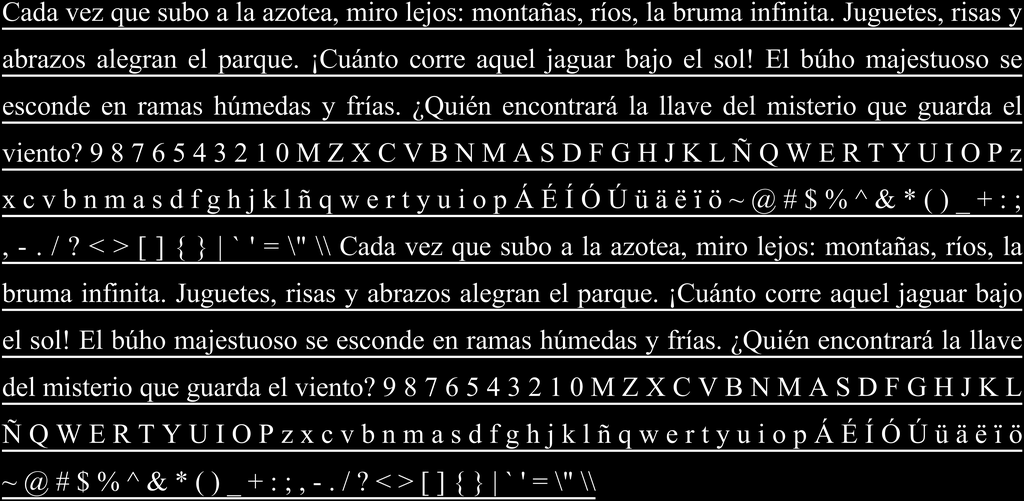 Cada vez que subo a la azotea, miro lejos: montañas, ríos, la bruma infinita. Juguetes, risas y
abrazos alegran el parque. ¡Cuánto corre aquel jaguar bajo el sol! El búho majestuoso se
esconde en ramas húmedas y frías. ¿Quién encontrará la llave del misterio que guarda el
viento? 9 8 7 6 5 4 3 2 1 0 M Z X C V B N M A S D F G H J K L Ñ Q W E R T Y U I O P z
x c v b n m a s d f g h j k l ñ q w e r t y u i o p Á É Í Ó Ú ü ä ë ï ö ~ @ # $ % ^ & * ( ) _ + : ;
, - . / ? < > [ ] { } | ` ' = \" \\ Cada vez que subo a la azotea, miro lejos: montañas, ríos, la
bruma infinita. Juguetes, risas y abrazos alegran el parque. ¡Cuánto corre aquel jaguar bajo
el sol! El búho majestuoso se esconde en ramas húmedas y frías. ¿Quién encontrará la llave
del misterio que guarda el viento? 9 8 7 6 5 4 3 2 1 0 M Z X C V B N M A S D F G H J K L
Ñ Q W E R T Y U I O P z x c v b n m a s d f g h j k l ñ q w e r t y u i o p Á É Í Ó Ú ü ä ë ï ö
~ @ # $ % ^ & * ( ) _ + : ; , - . / ? < > [ ] { } | ` ' = \" \\